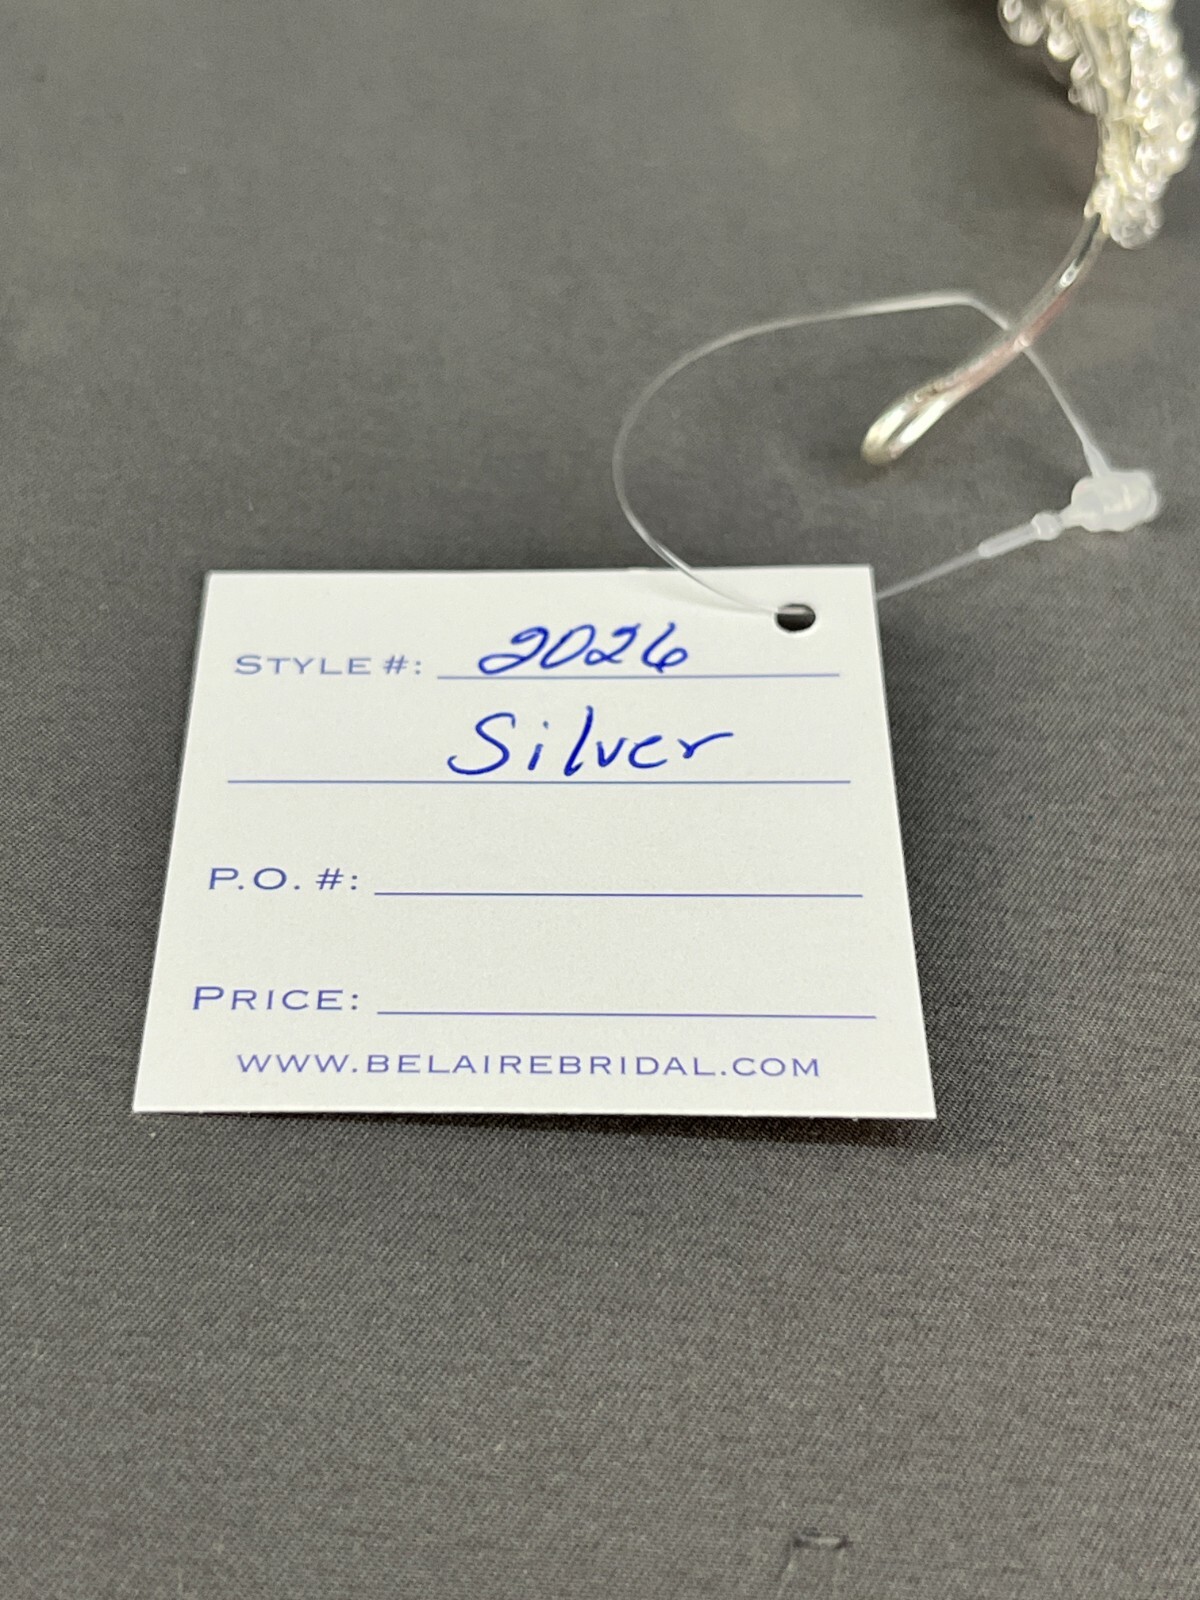 STYLE #: 2026
Silver
P.O. #:
PRICE:
WWW.BELAIREBRIDAL.COM